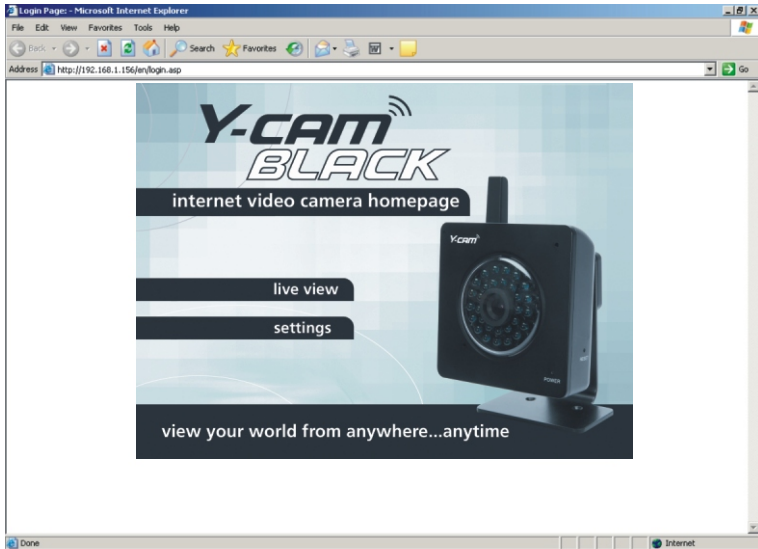 Login Page: - Microsoft Internet Explorer
File Edit View Favorites Tools Help
Back Search Favorites
Address http://192.168.1.156/en/login.asp Go
Y-CAM
BLACK
internet video camera homepage
Y-CAM
live view
settings
RESET
POWER
view your world from anywhere...anytime
Done Internet